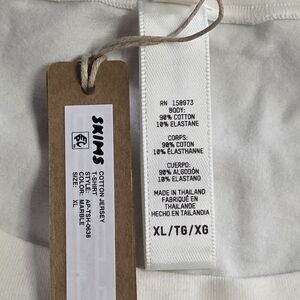 SKIMS
COTTON JERSEY
T-SHIRT
STYLE: AP-TSH-0638
COLOR: MARBLE
SIZE: XL
RN 158973
BODY:
90% COTTON
10% ELASTANE
CORPS:
90% COTON
10% ÉLASTHANNE
CUERPO:
90% ALGODÓN
10% ELASTANO
MADE IN THAILAND
FABRIQUÉ EN
THAÏLANDE
HECHO EN TAILANDIA
XL/TG/XG